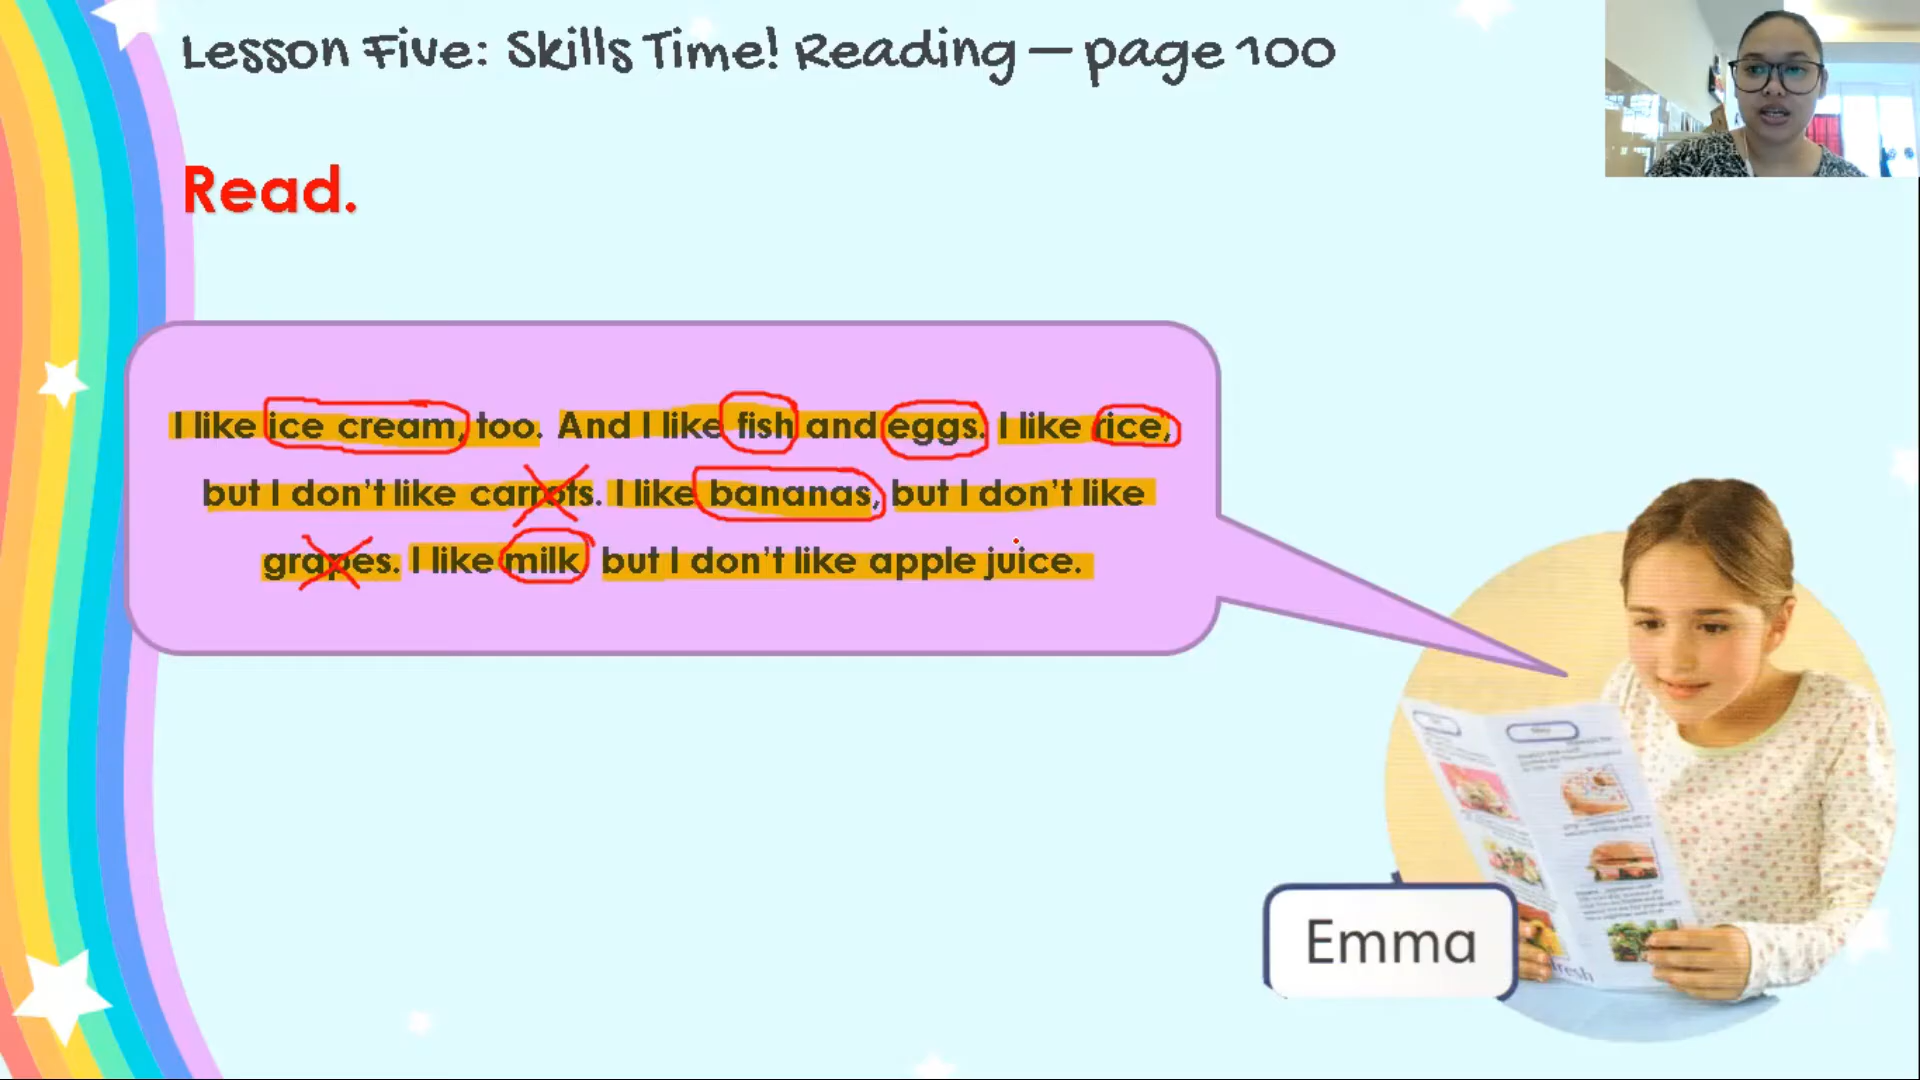 Lesson Five: Skills Time! Reading – page 100
Read.
I like ice cream, too. And I like fish and eggs. I like rice,
but I don't like carrots. I like bananas, but I don't like
grapes. I like milk but I don't like apple juice.
Emma